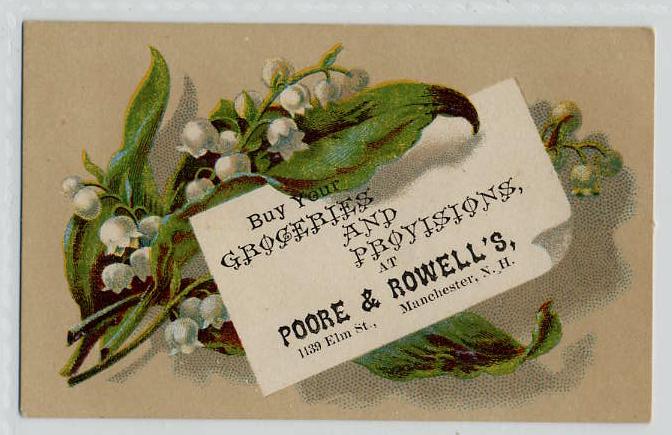 Buy Your
GROCERIES
AND
PROVISIONS,
AT
POORE & ROWELL'S,
1139 Elm St., Manchester, N. H.